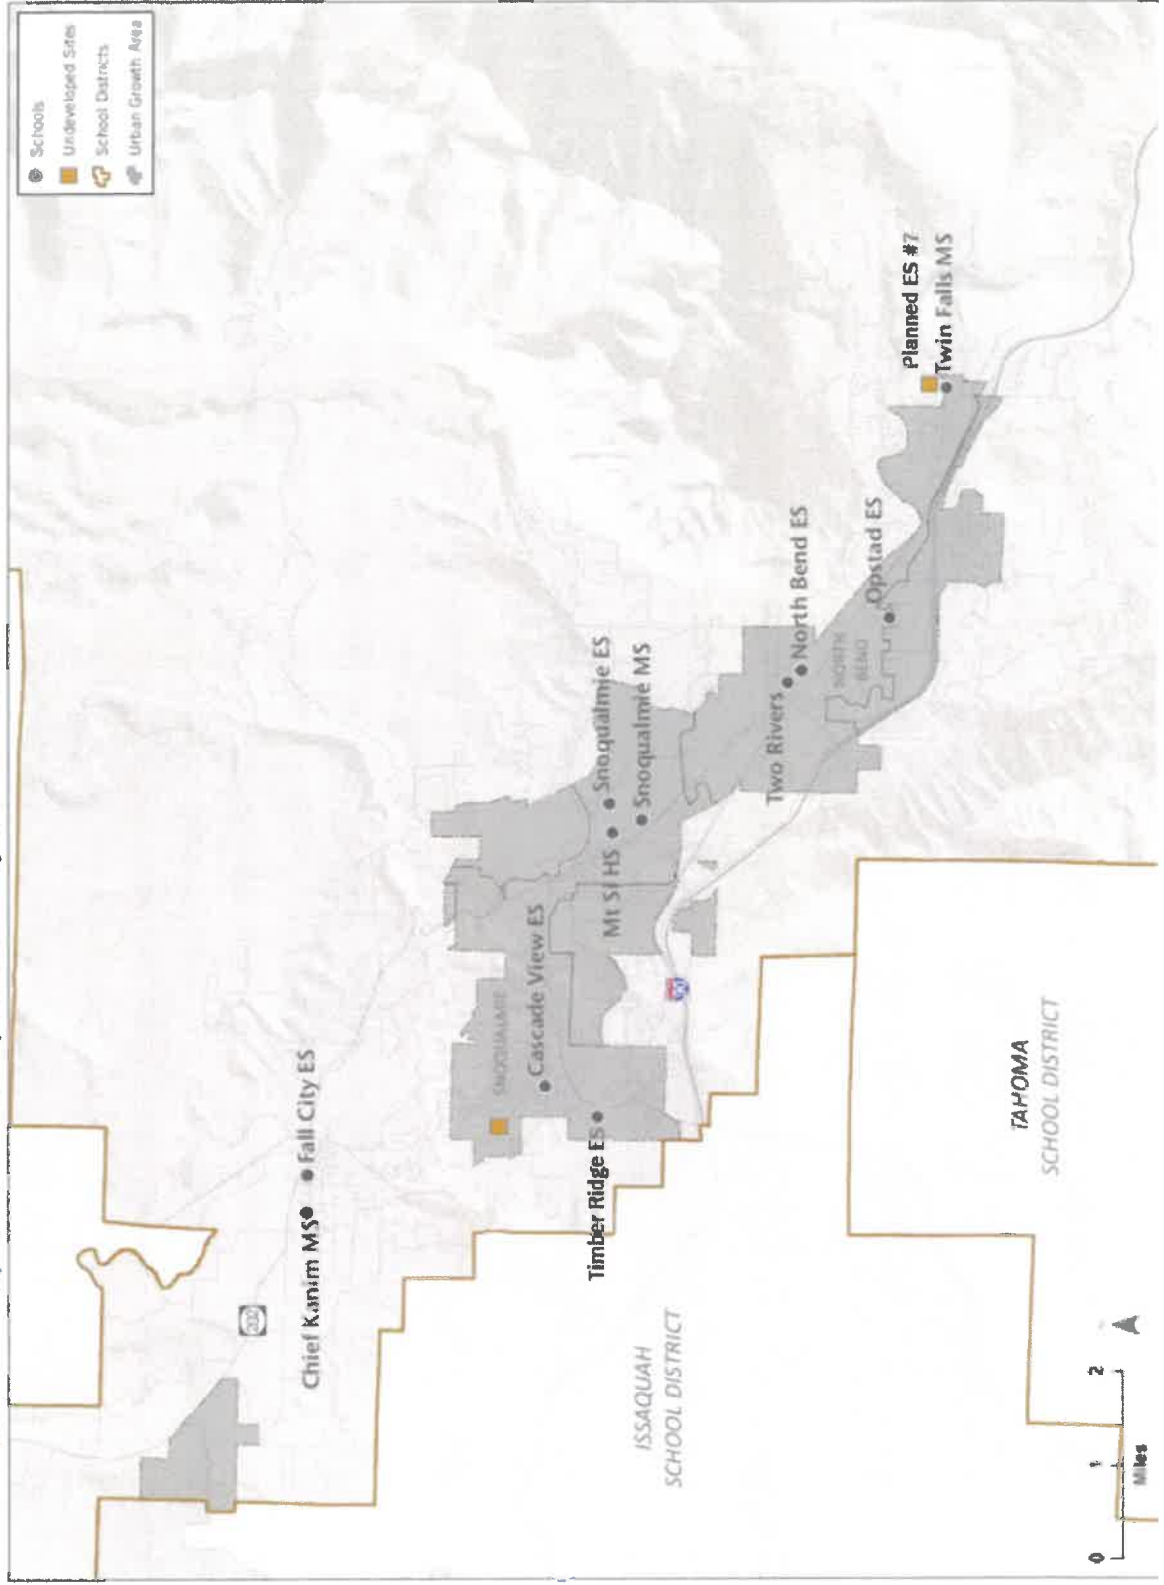 Schools
Undeveloped Sites
School Districts
Urban Growth Area
202
Chief Kanim MS
Fall City ES
SNOQUALMIE
Cascade View ES
Timber Ridge ES
Mt Si HS
Snoqualmie ES
Snoqualmie MS
90
Two Rivers
North Bend ES
NORTH
BEND
Opstad ES
Planned ES #7
Twin Falls MS
ISSAQUAH
SCHOOL DISTRICT
TAHOMA
SCHOOL DISTRICT
0 1 2
Miles